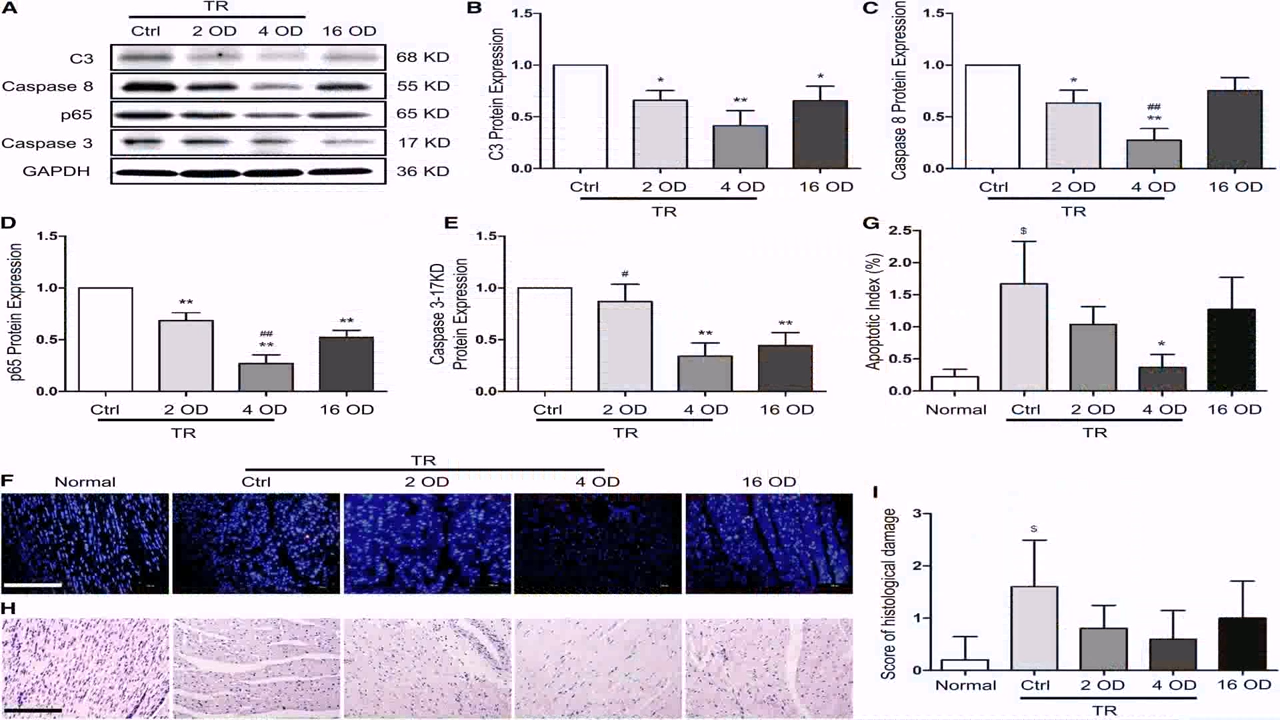 A
TR
Ctrl 2 OD 4 OD 16 OD
C3 68 KD
Caspase 8 55 KD
p65 65 KD
Caspase 3 17 KD
GAPDH 36 KD
B
C3 Protein Expression
1.5
1.0
0.5
0.0
* ** *
Ctrl 2 OD 4 OD 16 OD
TR
C
Caspase 8 Protein Expression
1.5
1.0
0.5
0.0
* ## **
Ctrl 2 OD 4 OD 16 OD
TR
D
p65 Protein Expression
1.5
1.0
0.5
0.0
** ## ** **
Ctrl 2 OD 4 OD 16 OD
TR
E
Caspase 3-17KD
Protein Expression
1.5
1.0
0.5
0.0
# ** **
Ctrl 2 OD 4 OD 16 OD
TR
G
Apoptotic Index (%)
2.5
2.0
1.5
1.0
0.5
0.0
$ *
Normal Ctrl 2 OD 4 OD 16 OD
TR
F
TR
Normal Ctrl 2 OD 4 OD 16 OD
H
I
Score of histological damage
3
2
1
0
$
Normal Ctrl 2 OD 4 OD 16 OD
TR